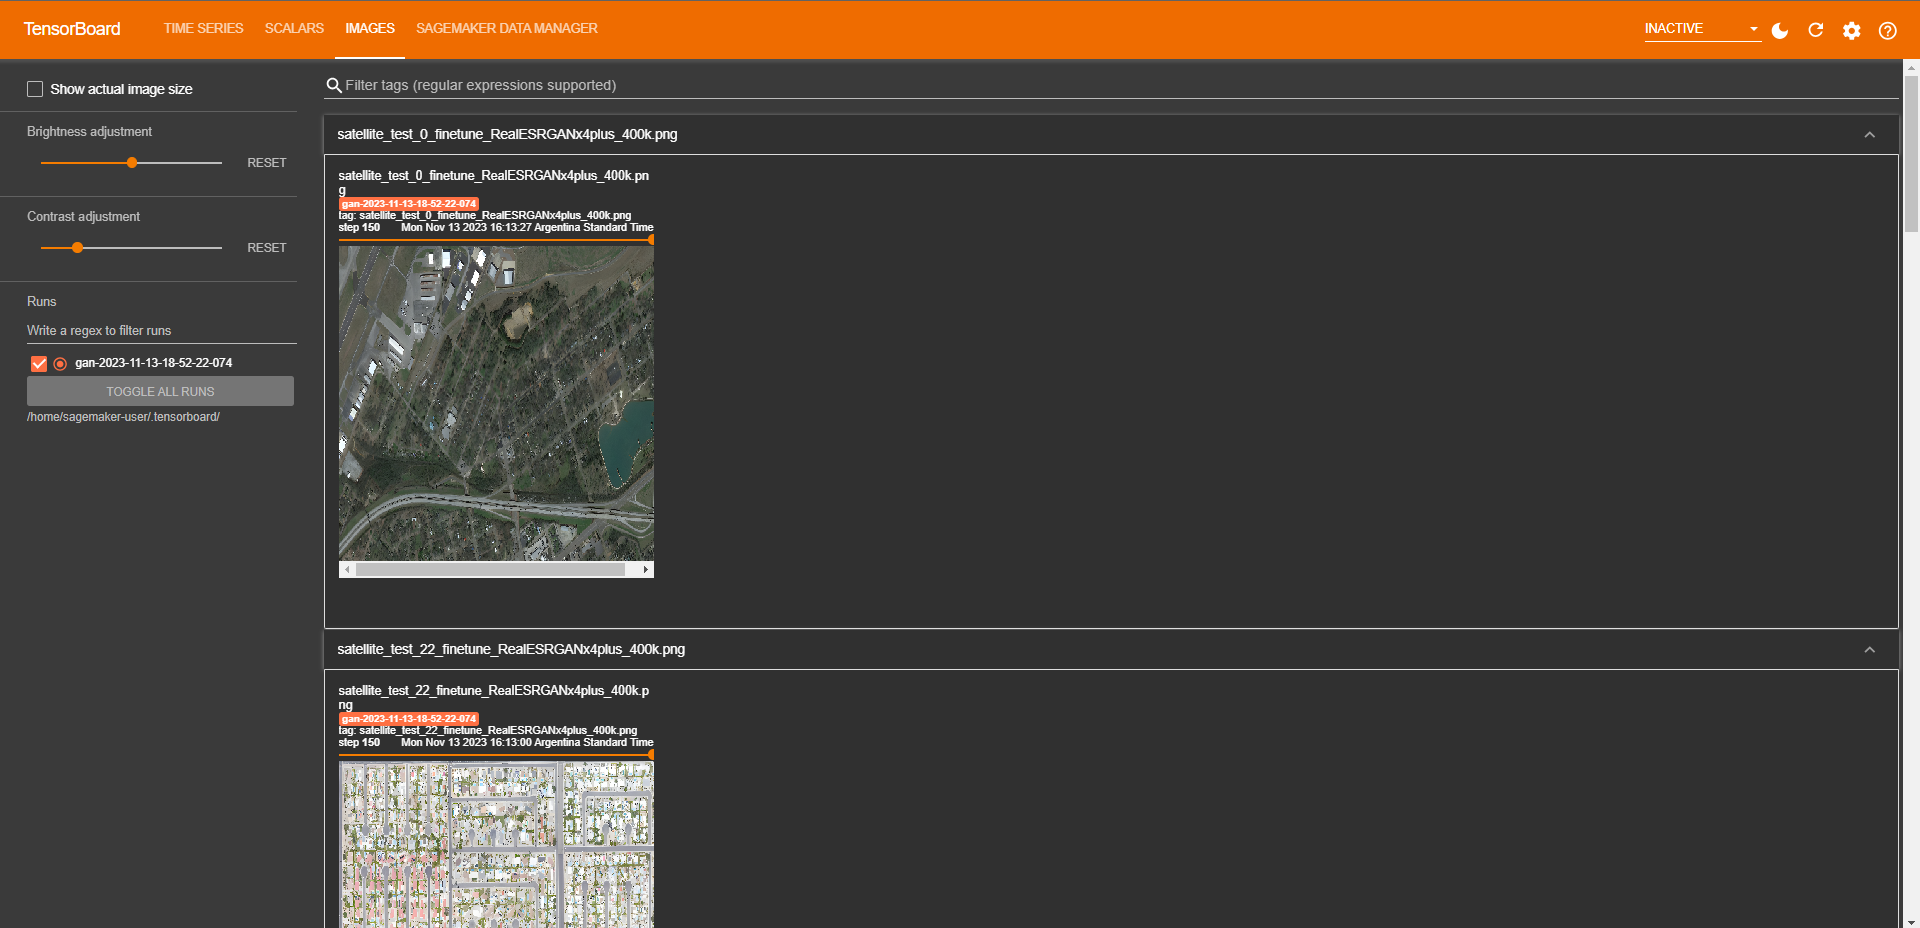 TensorBoard
TIME SERIES
SCALARS
IMAGES
SAGEMAKER DATA MANAGER
INACTIVE
Show actual image size
Brightness adjustment
RESET
Contrast adjustment
RESET
Runs
Write a regex to filter runs
gan-2023-11-13-18-52-22-074
TOGGLE ALL RUNS
/home/sagemaker-user/.tensorboard/
Filter tags (regular expressions supported)
satellite_test_0_finetune_RealESRGANx4plus_400k.png
satellite_test_0_finetune_RealESRGANx4plus_400k.pn
g
gan-2023-11-13-18-52-22-074
tag: satellite_test_0_finetune_RealESRGANx4plus_400k.png
step 150 Mon Nov 13 2023 16:13:27 Argentina Standard Time
satellite_test_22_finetune_RealESRGANx4plus_400k.png
satellite_test_22_finetune_RealESRGANx4plus_400k.p
ng
gan-2023-11-13-18-52-22-074
tag: satellite_test_22_finetune_RealESRGANx4plus_400k.png
step 150 Mon Nov 13 2023 16:13:00 Argentina Standard Time